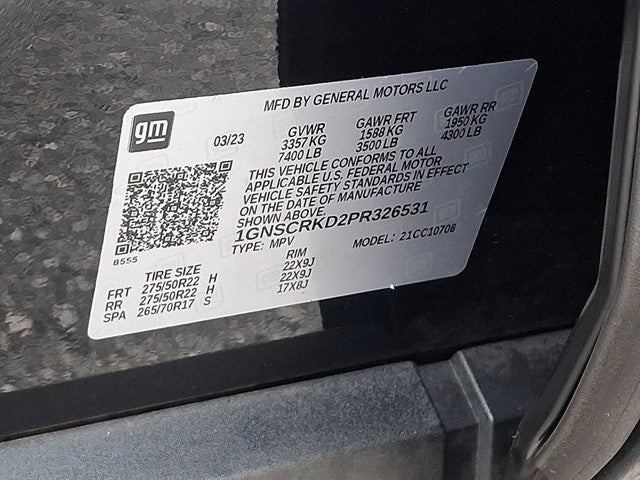 MFD BY GENERAL MOTORS LLC
gm
03/23 GVWR GAWR FRT GAWR RR
3357 KG 1588 KG 1950 KG
7400 LB 3500 LB 4300 LB
THIS VEHICLE CONFORMS TO ALL
APPLICABLE U.S. FEDERAL MOTOR
VEHICLE SAFETY STANDARDS IN EFFECT
ON THE DATE OF MANUFACTURE
SHOWN ABOVE.
1GNSCRKD2PR326531
TYPE: MPV MODEL: 21CC10706
8555
TIRE SIZE RIM
FRT 275/50R22 H 22X9J
RR 275/50R22 H 22X9J
SPA 265/70R17 S 17X8J